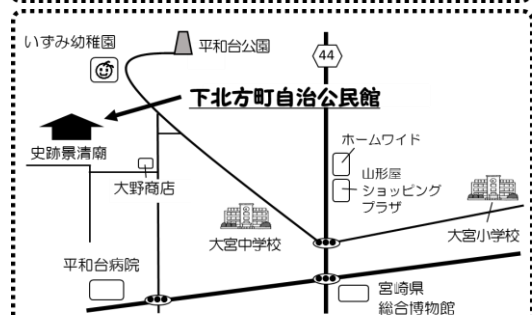 いずみ幼稚園
平和台公園
44
下北方町自治公民館
史跡景清廟
大野商店
ホームワイド
山形屋
ショッピング
プラザ
大宮中学校
大宮小学校
平和台病院
宮崎県
総合博物館